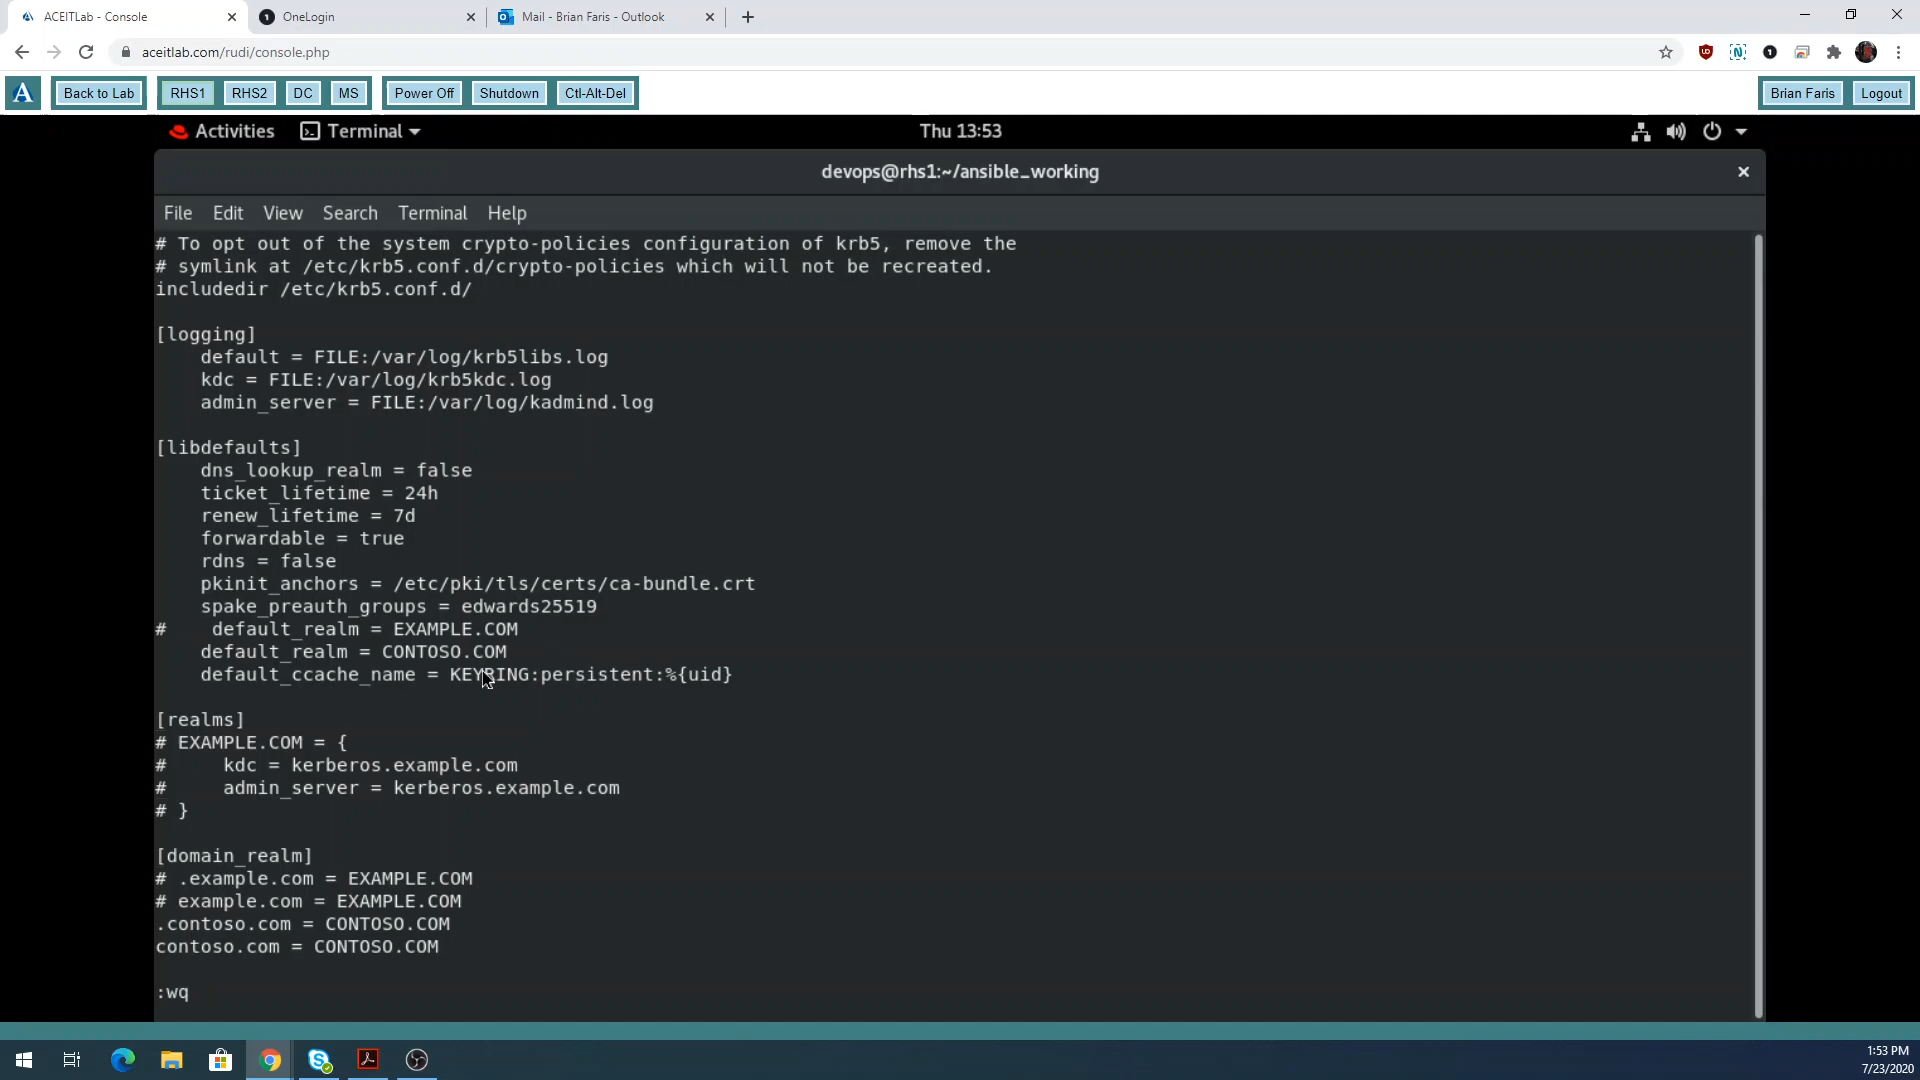 ACEITLab - Console
OneLogin
Mail - Brian Faris - Outlook
aceitlab.com/rudi/console.php
Back to Lab RHS1 RHS2 DC MS Power Off Shutdown Ctl-Alt-Del Brian Faris Logout
Activities Terminal Thu 13:53
devops@rhs1:~/ansible_working
File Edit View Search Terminal Help
# To opt out of the system crypto-policies configuration of krb5, remove the
# symlink at /etc/krb5.conf.d/crypto-policies which will not be recreated.
includedir /etc/krb5.conf.d/
[logging]
default = FILE:/var/log/krb5libs.log
kdc = FILE:/var/log/krb5kdc.log
admin_server = FILE:/var/log/kadmind.log
[libdefaults]
dns_lookup_realm = false
ticket_lifetime = 24h
renew_lifetime = 7d
forwardable = true
rdns = false
pkinit_anchors = /etc/pki/tls/certs/ca-bundle.crt
spake_preauth_groups = edwards25519
# default_realm = EXAMPLE.COM
default_realm = CONTOSO.COM
default_ccache_name = KEYRING:persistent:%{uid}
[realms]
# EXAMPLE.COM = {
# kdc = kerberos.example.com
# admin_server = kerberos.example.com
# }
[domain_realm]
# .example.com = EXAMPLE.COM
# example.com = EXAMPLE.COM
.contoso.com = CONTOSO.COM
contoso.com = CONTOSO.COM
:wq
1:53 PM
7/23/2020